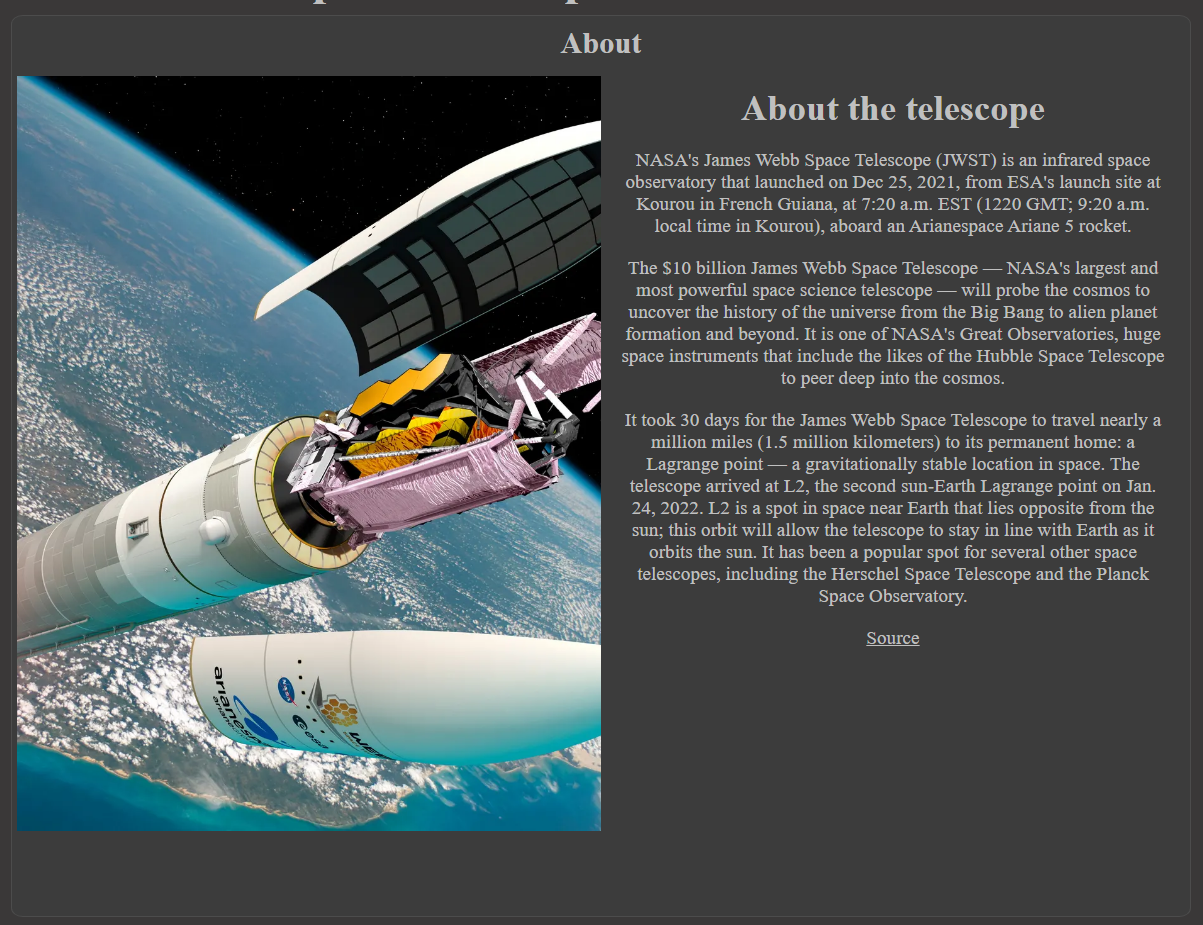 About
About the telescope
NASA's James Webb Space Telescope (JWST) is an infrared space
observatory that launched on Dec 25, 2021, from ESA's launch site at
Kourou in French Guiana, at 7:20 a.m. EST (1220 GMT; 9:20 a.m.
local time in Kourou), aboard an Arianespace Ariane 5 rocket.
The $10 billion James Webb Space Telescope — NASA's largest and
most powerful space science telescope — will probe the cosmos to
uncover the history of the universe from the Big Bang to alien planet
formation and beyond. It is one of NASA's Great Observatories, huge
space instruments that include the likes of the Hubble Space Telescope
to peer deep into the cosmos.
It took 30 days for the James Webb Space Telescope to travel nearly a
million miles (1.5 million kilometers) to its permanent home: a
Lagrange point — a gravitationally stable location in space. The
telescope arrived at L2, the second sun-Earth Lagrange point on Jan.
24, 2022. L2 is a spot in space near Earth that lies opposite from the
sun; this orbit will allow the telescope to stay in line with Earth as it
orbits the sun. It has been a popular spot for several other space
telescopes, including the Herschel Space Telescope and the Planck
Space Observatory.
Source
NASA
esa